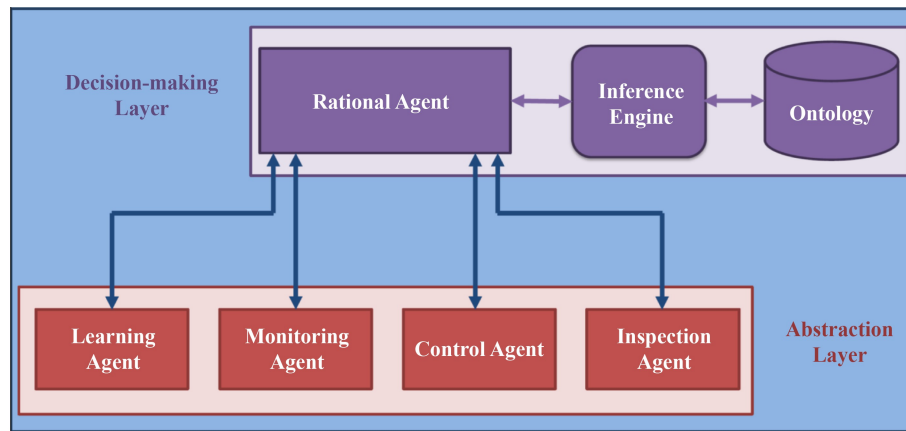 Decision-making
Layer
Rational Agent
Inference
Engine
Ontology
Learning
Agent
Monitoring
Agent
Control Agent
Inspection
Agent
Abstraction
Layer